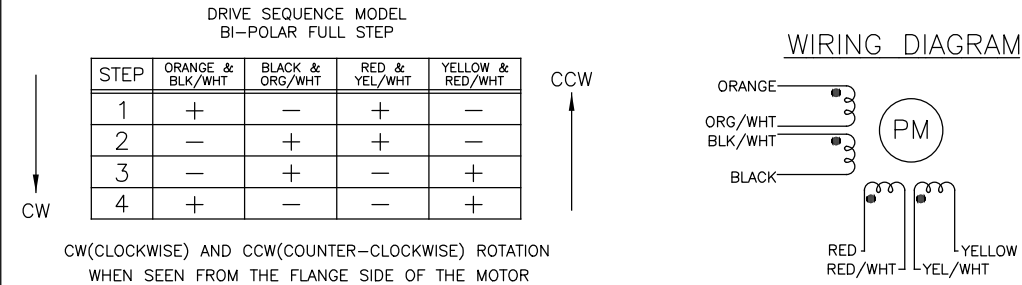 DRIVE SEQUENCE MODEL
BI-POLAR FULL STEP
STEP ORANGE & BLK/WHT BLACK & ORG/WHT RED & YEL/WHT YELLOW & RED/WHT
1 + − + −
2 − + + −
3 − + − +
4 + − − +
CW
CCW
CW(CLOCKWISE) AND CCW(COUNTER-CLOCKWISE) ROTATION
WHEN SEEN FROM THE FLANGE SIDE OF THE MOTOR
WIRING DIAGRAM
ORANGE
ORG/WHT
BLK/WHT
BLACK
PM
RED
RED/WHT
YEL/WHT
YELLOW